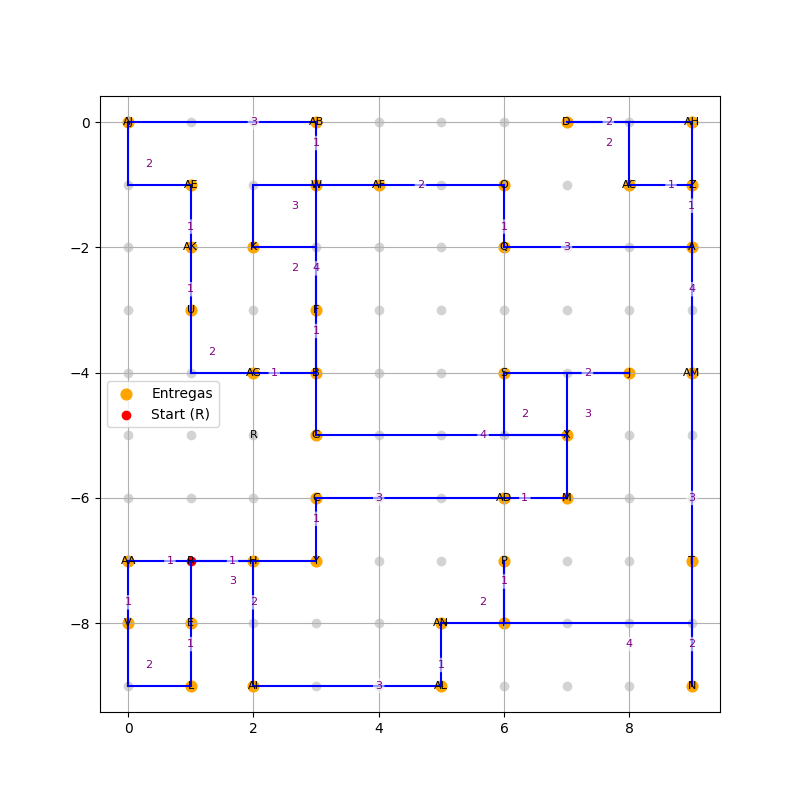 0 3 AB D 2 AH
1 2
2 AE W AF 2 O AC 1 Z
1 3 1 1
−2 AK K Q 3 A
2 4
1 4
U F
1
2
−4 AG 1 B S 2 J AM
Entregas
Start (R)
2 3
R G 4 X
−6 C 3 AD 1 M 3
1
AA 1 1 H Y P T
3 1
1 2 2
−8 V E AN I
1 4 2
2 1
L 3 AL N
0 2 4 6 8